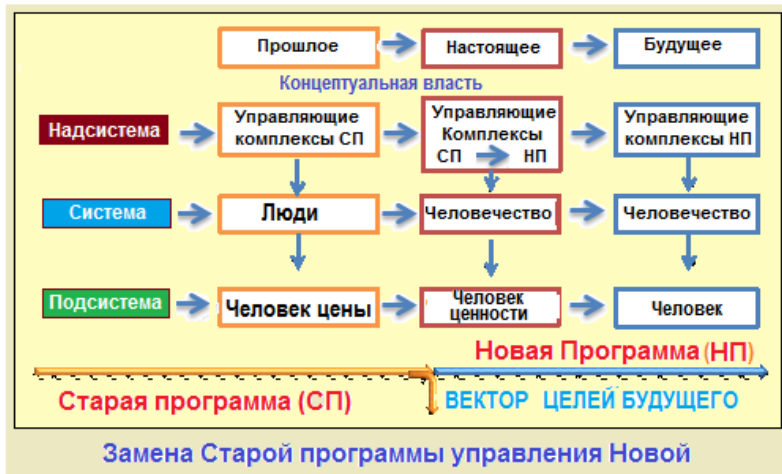 Прошлое
Настоящее
Будущее
Концептуальная власть
Надсистема
Управляющие
комплексы СП
Управляющие
Комплексы
СП
НП
Управляющие
комплексы НП
Система
Люди
Человечество
Человечество
Подсистема
Человек цены
Человек
ценности
Человек
Новая Программа (НП)
Старая программа (СП)
ВЕКТОР ЦЕЛЕЙ БУДУЩЕГО
Замена Старой программы управления Новой